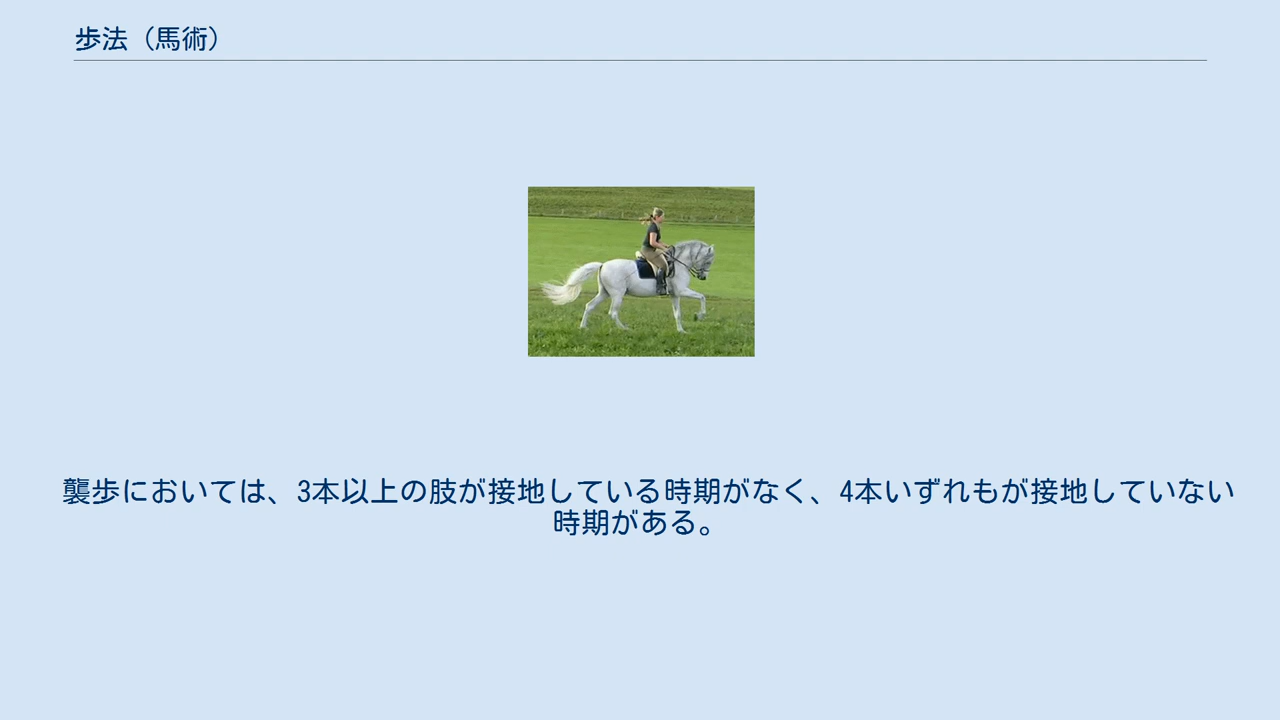 歩法（馬術）
襲歩においては、3本以上の肢が接地している時期がなく、4本いずれもが接地していない
時期がある。